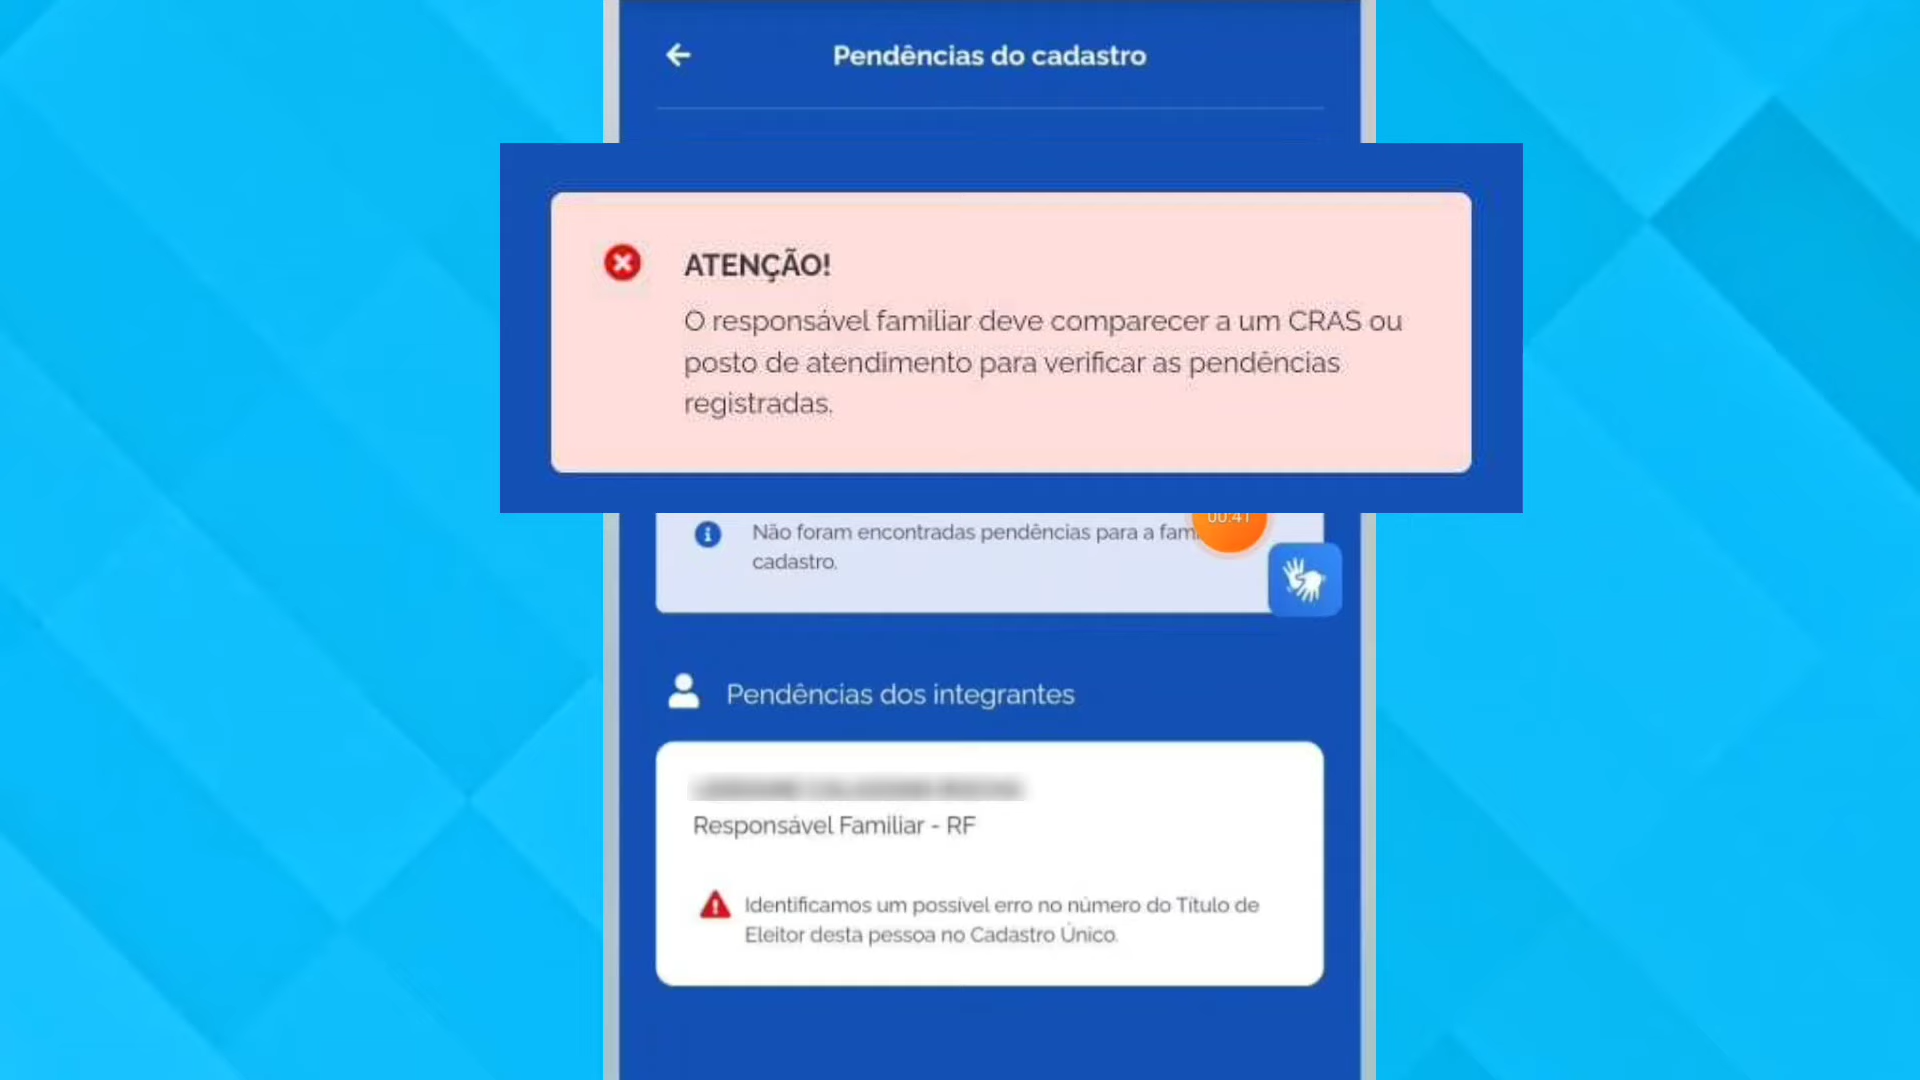 Pendências do cadastro
ATENÇÃO!
O responsável familiar deve comparecer a um CRAS ou
posto de atendimento para verificar as pendências
registradas.
Não foram encontradas pendências para a
cadastro.
00:41
Pendências dos integrantes
Responsável Familiar - RF
Identificamos um possível erro no número do Título de
Eleitor desta pessoa no Cadastro Único.